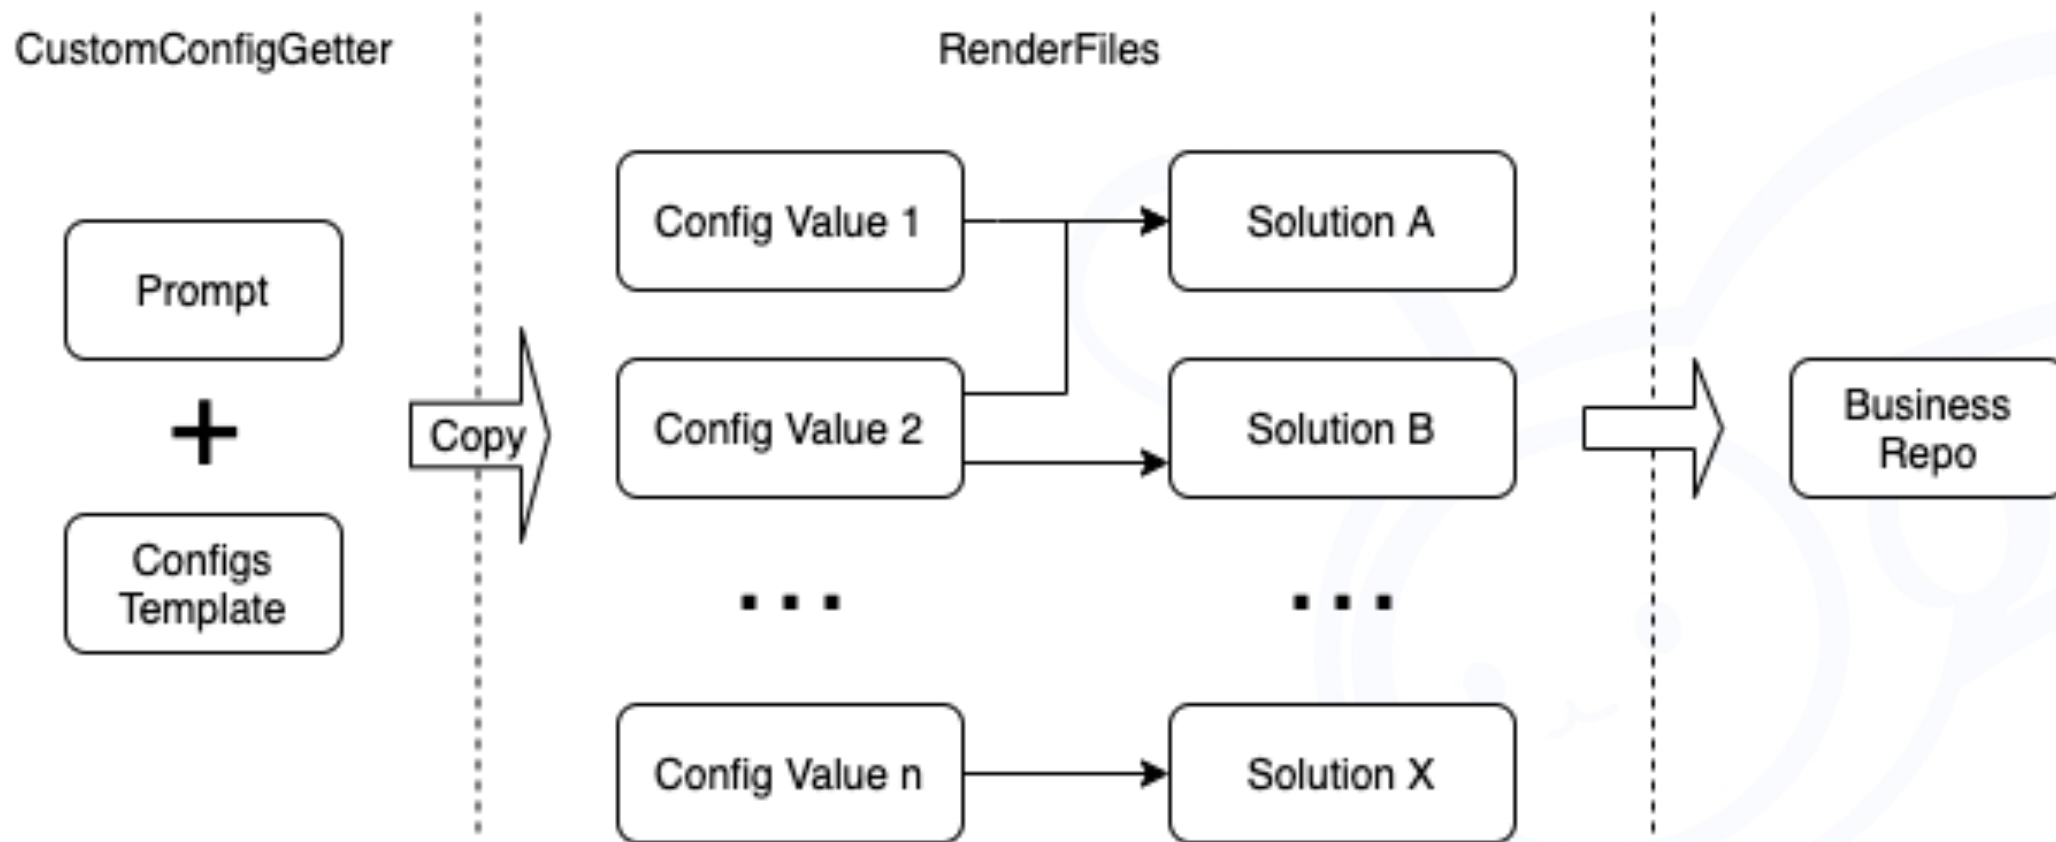 CustomConfigGetter
RenderFiles
Prompt
Configs
Template
Copy
Config Value 1
Solution A
Config Value 2
Solution B
...
...
Config Value n
Solution X
Business
Repo